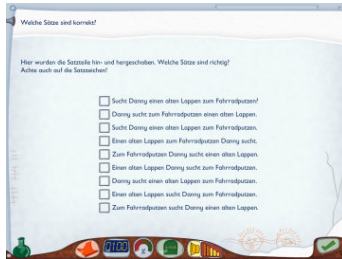 Welche Sätze sind korrekt?
Hier wurden die Satzteile hin- und hergeschoben. Welche Sätze sind richtig?
Achte auch auf die Satzzeichen!
Sucht Danny einen alten Lappen zum Fahrradputzen?
Danny sucht zum Fahrradputzen einen alten Lappen.
Sucht Danny einen alten Lappen zum Fahrradputzen.
Einen alten Lappen zum Fahrradputzen Danny sucht.
Zum Fahrradputzen Danny sucht einen alten Lappen.
Einen alten Lappen Danny sucht zum Fahrradputzen.
Danny sucht einen alten Lappen zum Fahrradputzen.
Einen alten Lappen sucht Danny zum Fahrradputzen.
Zum Fahrradputzen sucht Danny einen alten Lappen.